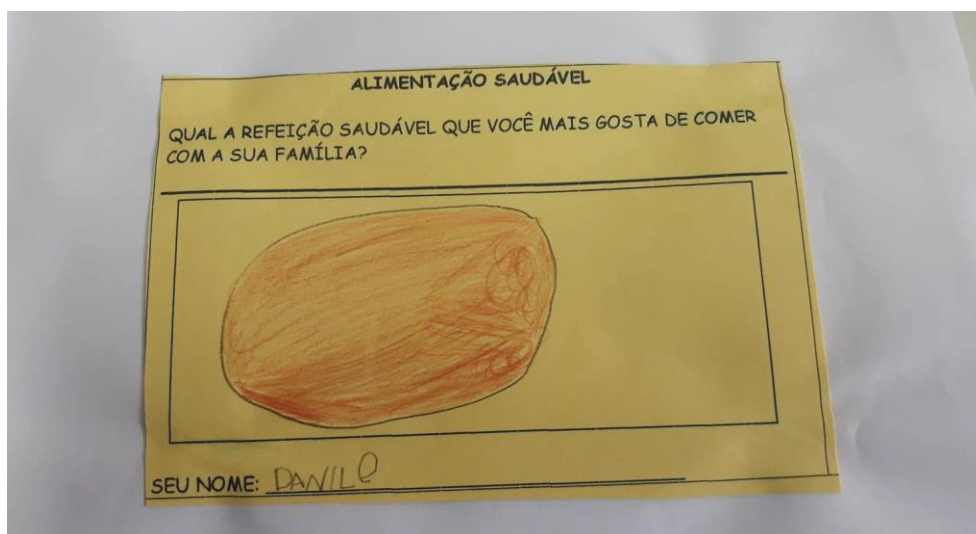 ALIMENTAÇÃO SAUDÁVEL
QUAL A REFEIÇÃO SAUDÁVEL QUE VOCÊ MAIS GOSTA DE COMER
COM A SUA FAMÍLIA?
SEU NOME: DANILO